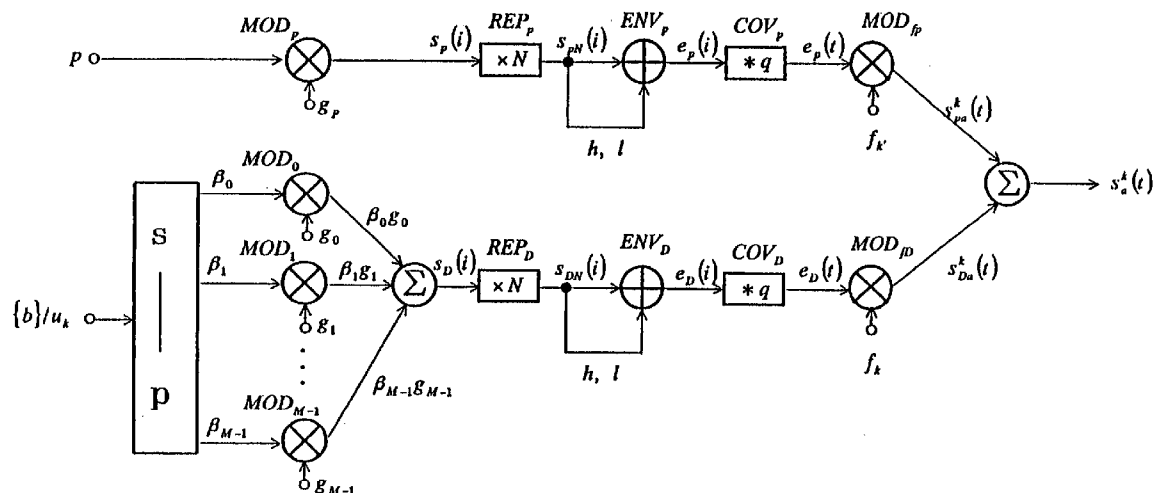 MOD_p REP_p ENV_p COV_p MOD_fp
p s_p(i) × N s_pN(i) e_p(i) * q e_p(t)
g_p h, l f_k' s^k_pa(t)
MOD_0
β_0 β_0g_0 Σ s^k_a(t)
s g_0
MOD_1 REP_D ENV_D COV_D MOD_fD
β_1 β_1g_1 Σ s_D(i) × N s_DN(i) e_D(i) * q e_D(t) s^k_Da(t)
{b}/u_k g_1
h, l f_k
p MOD_M-1 β_M-1g_M-1
β_M-1
g_M-1